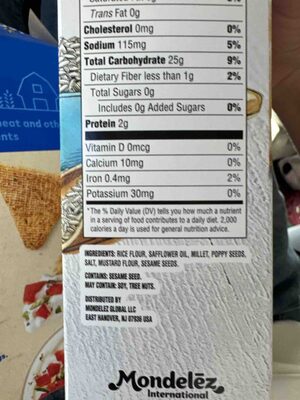 Trans Fat 0g
Cholesterol 0mg 0%
Sodium 115mg 5%
Total Carbohydrate 25g 9%
Dietary Fiber less than 1g 2%
Total Sugars 0g
Includes 0g Added Sugars 0%
Protein 2g
Vitamin D 0mcg 0%
Calcium 10mg 0%
Iron 0.4mg 2%
Potassium 30mg 0%
*The % Daily Value (DV) tells you how much a nutrient
in a serving of food contributes to a daily diet. 2,000
calories a day is used for general nutrition advice.
INGREDIENTS: RICE FLOUR, SAFFLOWER OIL, MILLET, POPPY SEEDS,
SALT, MUSTARD FLOUR, SESAME SEEDS.
CONTAINS: SESAME SEED.
MAY CONTAIN: SOY, TREE NUTS.
DISTRIBUTED BY
MONDELEZ GLOBAL LLC
EAST HANOVER, NJ 07936 USA
Mondelēz
International